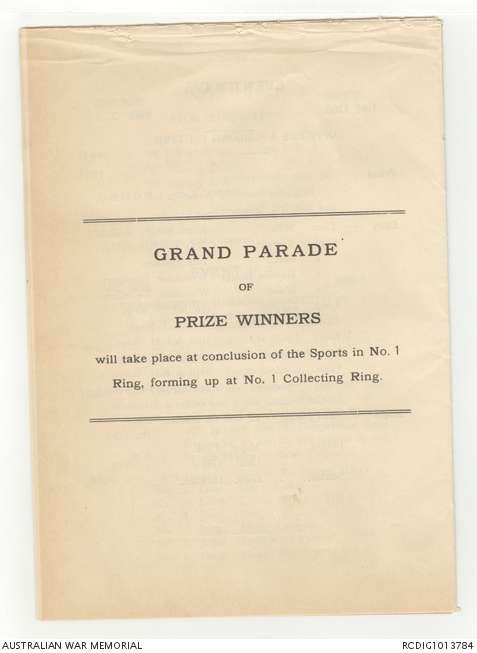 GRAND PARADE
OF
PRIZE WINNERS
will take place at conclusion of the Sports in No. 1
Ring, forming up at No. 1 Collecting Ring.
AUSTRALIAN WAR MEMORIAL
RCDIG1013784